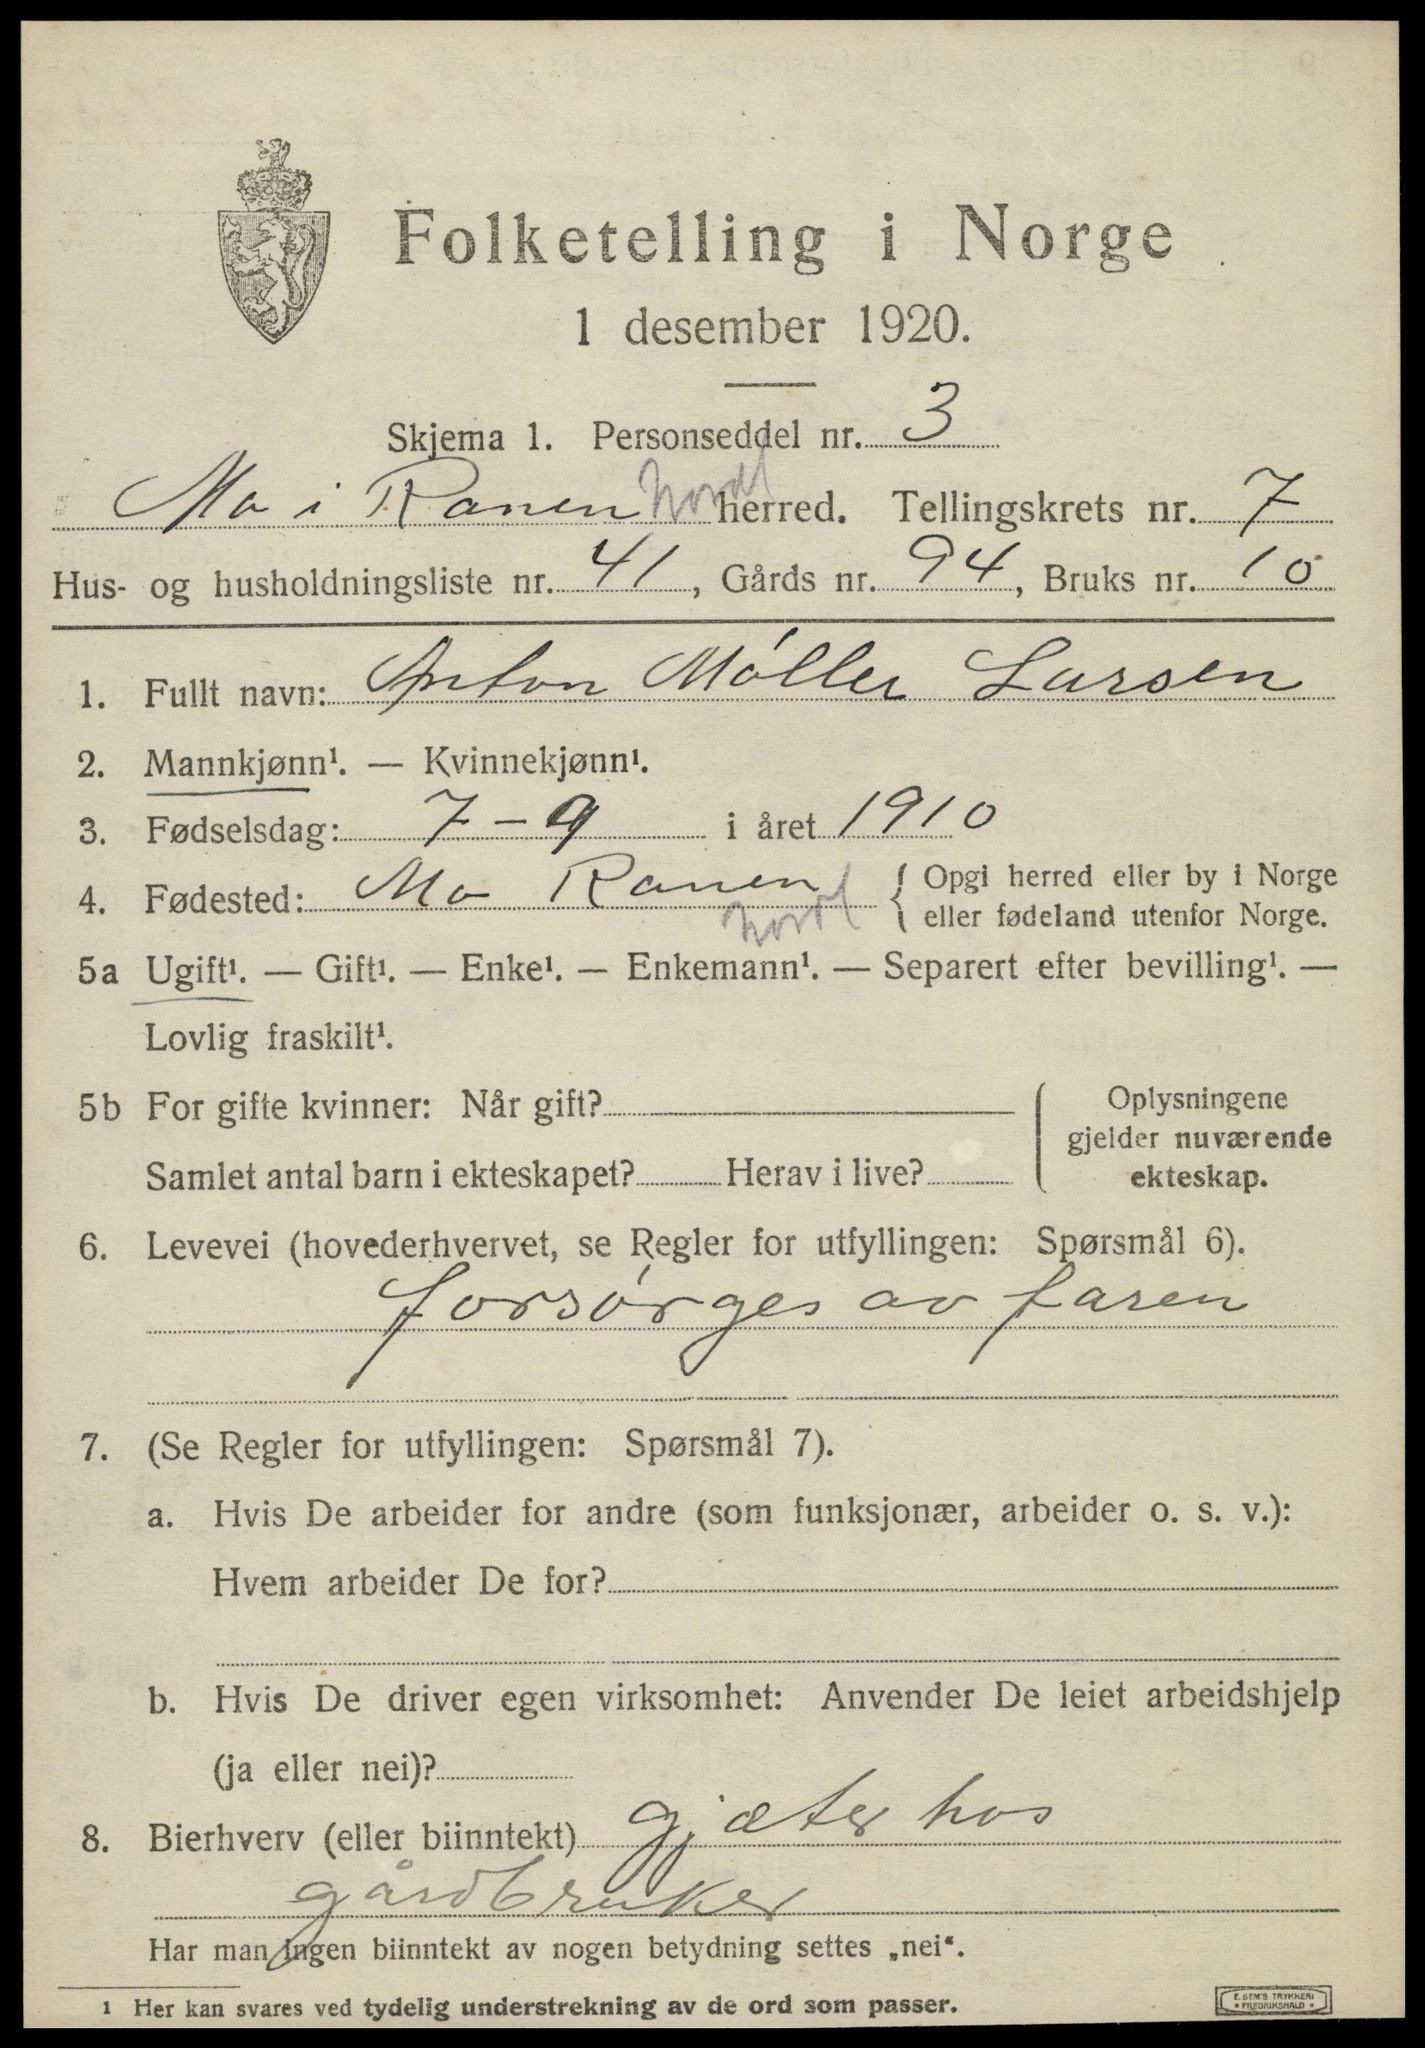 Folketelling i Norge
1 desember 1920.
Skjema 1. Personseddel nr. 3
Mo i Ranen Nordl herred. Tellingskrets nr. 7
Hus- og husholdningsliste nr. 41, Gårds nr. 94, Bruks nr. 10
1. Fullt navn: Anton Møller Larsen
2. Mannkjønn¹. — Kvinnekjønn¹.
3. Fødselsdag: 7 - 9 i året 1910
4. Fødested: Mo Ranen Nordl { Opgi herred eller by i Norge
eller fødeland utenfor Norge.
5a Ugift¹. — Gift¹. — Enke¹. — Enkemann¹. — Separert efter bevilling¹. —
Lovlig fraskilt¹.
5b For gifte kvinner: Når gift?
Samlet antal barn i ekteskapet? Herav i live?
Oplysningene
gjelder nuværende
ekteskap.
6. Levevei (hovederhvervet, se Regler for utfyllingen: Spørsmål 6).
forsørges av faren
7. (Se Regler for utfyllingen: Spørsmål 7).
a. Hvis De arbeider for andre (som funksjonær, arbeider o. s. v.):
Hvem arbeider De for?
b. Hvis De driver egen virksomhet: Anvender De leiet arbeidshjelp
(ja eller nei)?
8. Bierhverv (eller biinntekt) gjæter hos
gårdbruker
Har man ingen biinntekt av nogen betydning settes „nei“.
1 Her kan svares ved tydelig understrekning av de ord som passer.
E. SEM'S TRYKKERI
• FREDRIKSHALD •